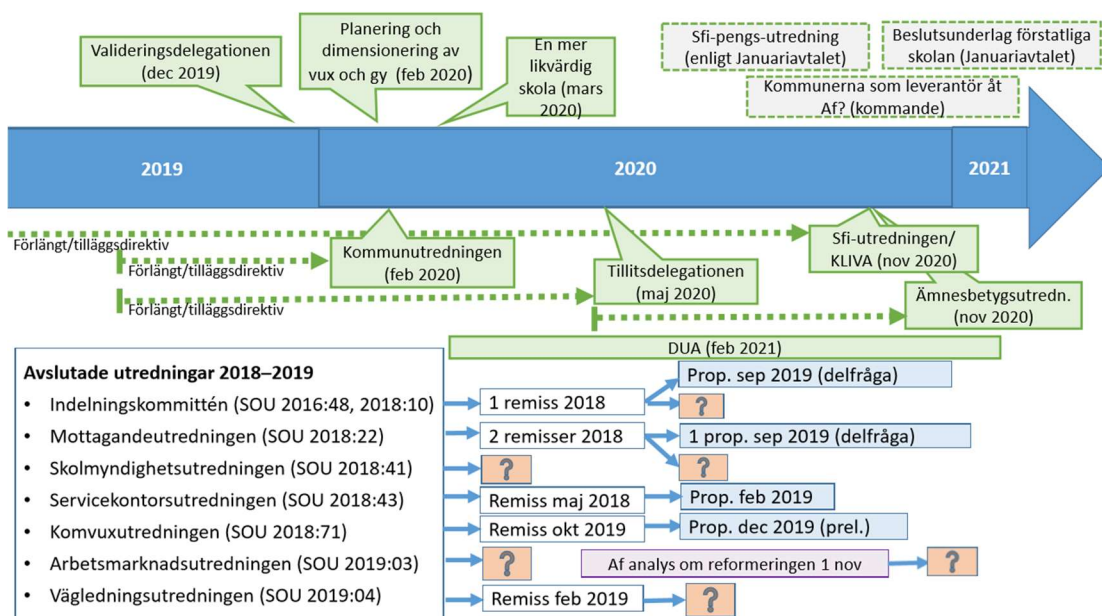 Valideringsdelegationen
(dec 2019)
Planering och
dimensionering av
vux och gy (feb 2020)
En mer
likvärdig
skola (mars
2020)
Sfi-pengs-utredning
(enligt Januariavtalet)
Beslutsunderlag förstatliga
skolan (Januariavtalet)
Kommunerna som leverantör åt
Af? (kommande)
2019
2020
2021
Förlängt/tilläggsdirektiv
Förlängt/tilläggsdirektiv
Förlängt/tilläggsdirektiv
Kommunutredningen
(feb 2020)
Tillitsdelegationen
(maj 2020)
Sfi-utredningen/
KLIVA (nov 2020)
Ämnesbetygsutredn.
(nov 2020)
DUA (feb 2021)
Avslutade utredningar 2018–2019
• Indelningskommittén (SOU 2016:48, 2018:10)
1 remiss 2018
Prop. sep 2019 (delfråga)
?
• Mottagandeutredningen (SOU 2018:22)
2 remisser 2018
1 prop. sep 2019 (delfråga)
?
• Skolmyndighetsutredningen (SOU 2018:41)
?
• Servicekontorsutredningen (SOU 2018:43)
Remiss maj 2018
Prop. feb 2019
• Komvuxutredningen (SOU 2018:71)
Remiss okt 2019
Prop. dec 2019 (prel.)
• Arbetsmarknadsutredningen (SOU 2019:03)
?
Af analys om reformeringen 1 nov
?
• Vägledningsutredningen (SOU 2019:04)
Remiss feb 2019
?